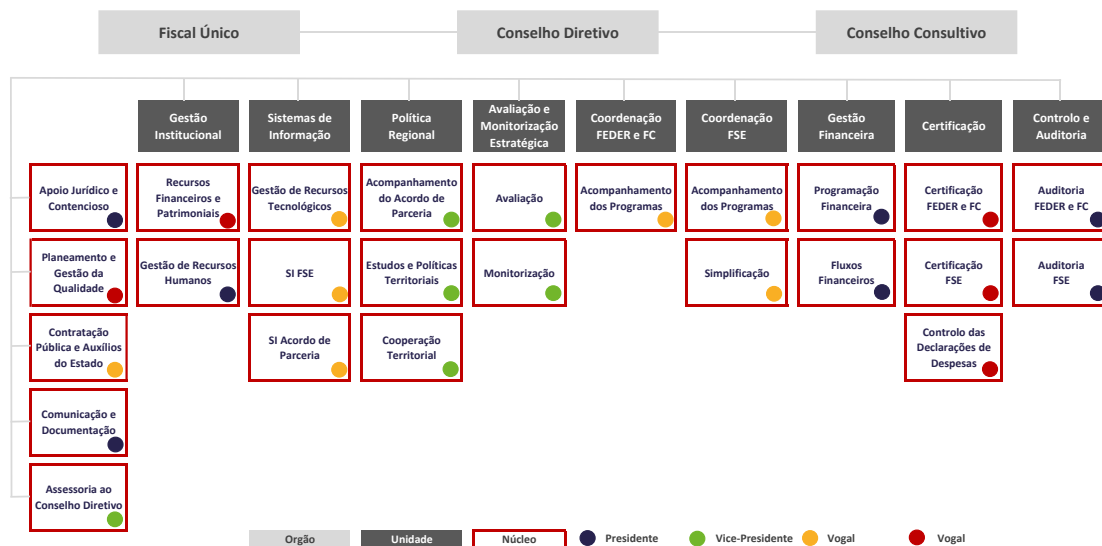 Fiscal Único
Conselho Diretivo
Conselho Consultivo
Gestão
Institucional
Sistemas de
Informação
Política
Regional
Avaliação e
Monitorização
Estratégica
Coordenação
FEDER e FC
Coordenação
FSE
Gestão
Financeira
Certificação
Controlo e
Auditoria
Apoio Jurídico e
Contencioso
Recursos
Financeiros e
Patrimoniais
Gestão de Recursos
Tecnológicos
Acompanhamento
do Acordo de
Parceria
Avaliação
Acompanhamento
dos Programas
Acompanhamento
dos Programas
Programação
Financeira
Certificação
FEDER e FC
Auditoria
FEDER e FC
Planeamento e
Gestão da
Qualidade
Gestão de Recursos
Humanos
SI FSE
Estudos e Políticas
Territoriais
Monitorização
Simplificação
Fluxos
Financeiros
Certificação
FSE
Auditoria
FSE
Contratação
Pública e Auxílios
do Estado
SI Acordo de
Parceria
Cooperação
Territorial
Controlo das
Declarações de
Despesas
Comunicação e
Documentação
Assessoria ao
Conselho Diretivo
Orgão
Unidade
Núcleo
Presidente
Vice-Presidente
Vogal
Vogal